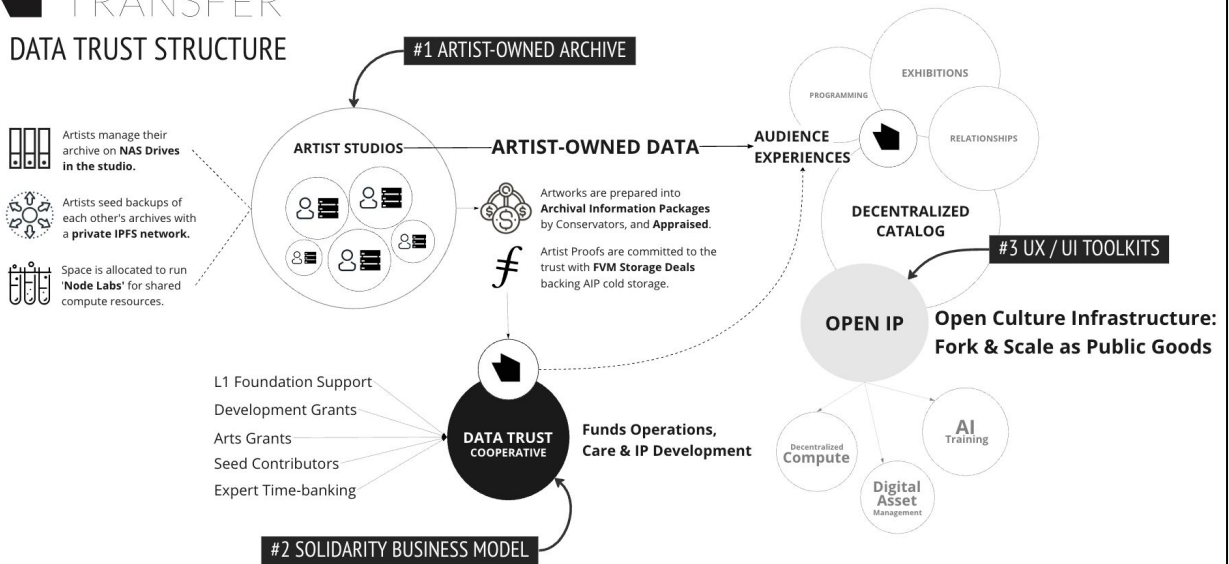 TRANSFER
DATA TRUST STRUCTURE
#1 ARTIST-OWNED ARCHIVE
Artists manage their
archive on NAS Drives
in the studio.
Artists seed backups of
each other's archives with
a private IPFS network.
Space is allocated to run
'Node Labs' for shared
compute resources.
ARTIST STUDIOS
ARTIST-OWNED DATA
Artworks are prepared into
Archival Information Packages
by Conservators, and Appraised.
Artist Proofs are committed to the
trust with FVM Storage Deals
backing AIP cold storage.
AUDIENCE
EXPERIENCES
PROGRAMMING
EXHIBITIONS
RELATIONSHIPS
DECENTRALIZED
CATALOG
#3 UX / UI TOOLKITS
OPEN IP
Open Culture Infrastructure:
Fork & Scale as Public Goods
Decentralized
Compute
Digital
Asset
Management
AI
Training
L1 Foundation Support
Development Grants
Arts Grants
Seed Contributors
Expert Time-banking
DATA TRUST
COOPERATIVE
Funds Operations,
Care & IP Development
#2 SOLIDARITY BUSINESS MODEL